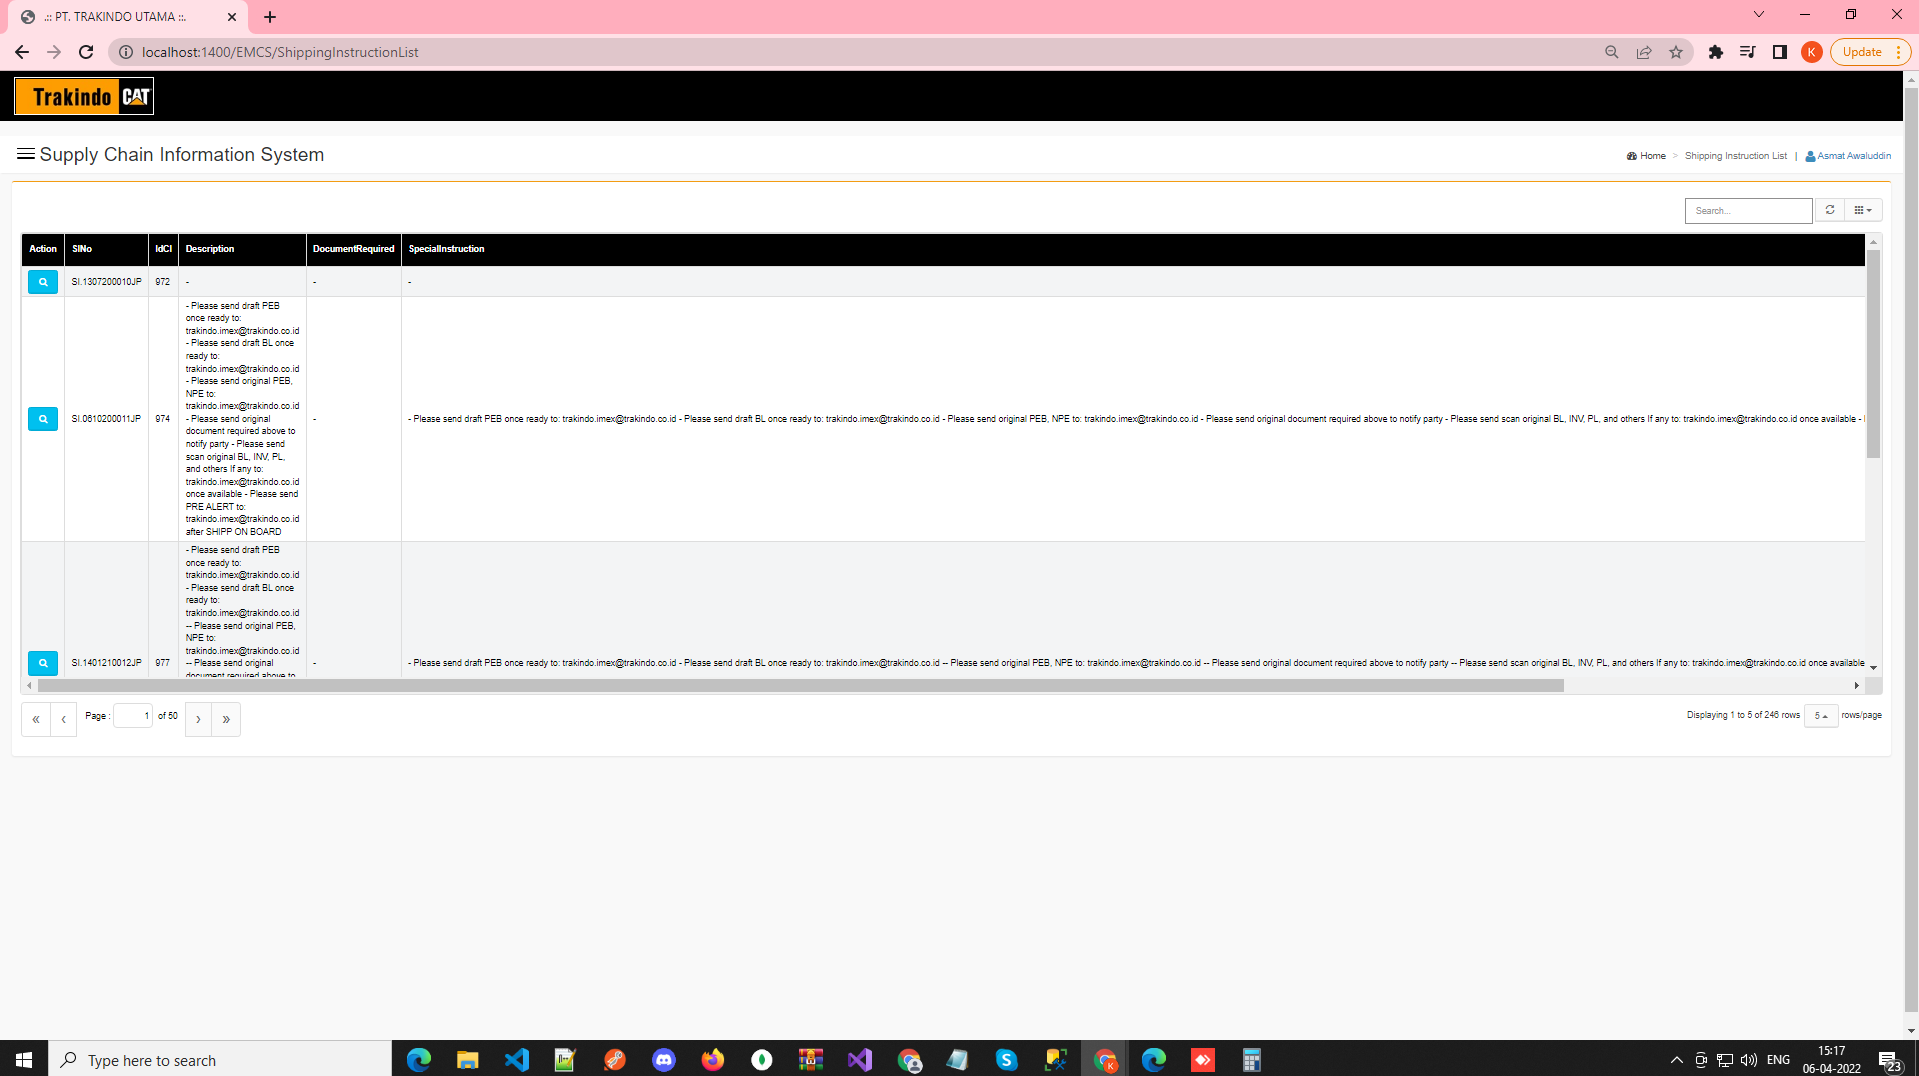 .:: PT. TRAKINDO UTAMA ::.
localhost:1400/EMCS/ShippingInstructionList
K
Update
Trakindo CAT
Supply Chain Information System
Home > Shipping Instruction List | Asmat Awaluddin
Search...
Action SINo IdCI Description DocumentRequired SpecialInstruction
SI.1307200010JP 972 - - -
- Please send draft PEB
once ready to:
trakindo.imex@trakindo.co.id
- Please send draft BL once
ready to:
trakindo.imex@trakindo.co.id
- Please send original PEB,
NPE to:
trakindo.imex@trakindo.co.id
- Please send original
document required above to
notify party - Please send
scan original BL, INV, PL,
and others If any to:
trakindo.imex@trakindo.co.id
once available - Please send
PRE ALERT to:
trakindo.imex@trakindo.co.id
after SHIPP ON BOARD
SI.0610200011JP 974 - - Please send draft PEB once ready to: trakindo.imex@trakindo.co.id - Please send draft BL once ready to: trakindo.imex@trakindo.co.id - Please send original PEB, NPE to: trakindo.imex@trakindo.co.id - Please send original document required above to notify party - Please send scan original BL, INV, PL, and others If any to: trakindo.imex@trakindo.co.id once available -
- Please send draft PEB
once ready to:
trakindo.imex@trakindo.co.id
- Please send draft BL once
ready to:
trakindo.imex@trakindo.co.id
-- Please send original PEB,
NPE to:
trakindo.imex@trakindo.co.id
-- Please send original
document required above to
SI.1401210012JP 977 - - Please send draft PEB once ready to: trakindo.imex@trakindo.co.id - Please send draft BL once ready to: trakindo.imex@trakindo.co.id -- Please send original PEB, NPE to: trakindo.imex@trakindo.co.id -- Please send original document required above to notify party -- Please send scan original BL, INV, PL, and others If any to: trakindo.imex@trakindo.co.id once available
« ‹ Page : 1 of 50 › »
Displaying 1 to 5 of 246 rows 5 rows/page
Type here to search
ENG
15:17
06-04-2022
23